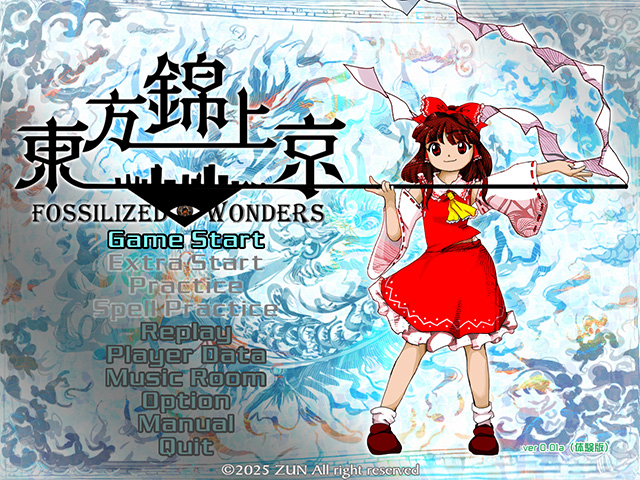 東方錦上京
FOSSILIZED WONDERS
Game Start
Extra Start
Practice
Spell Practice
Replay
Player Data
Music Room
Option
Manual
Quit
ver 0.01a (体験版)
©2025 ZUN All right reserved